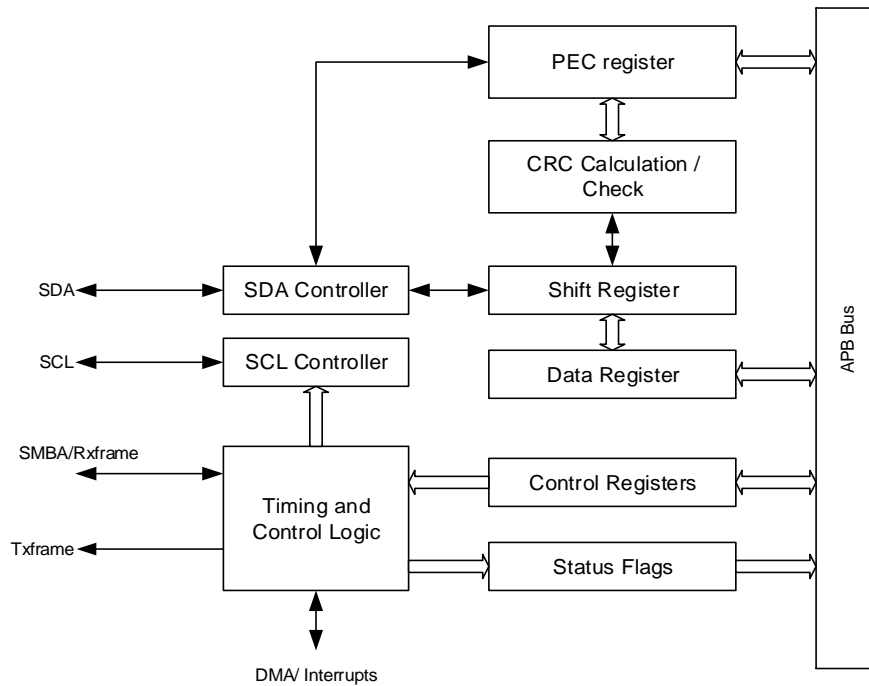 PEC register
CRC Calculation /
Check
SDA
SDA Controller
Shift Register
SCL
SCL Controller
Data Register
APB Bus
SMBA/Rxframe
Timing and
Control Logic
Control Registers
Txframe
Status Flags
DMA/ Interrupts